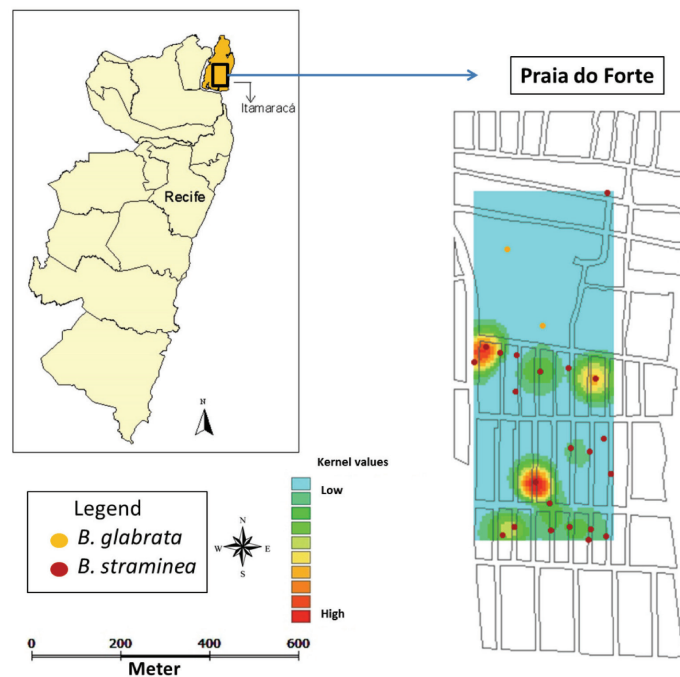 Praia do Forte
Itamaracá
Recife
N
Kernel values
Low
High
Legend
B. glabrata
B. straminea
N
W
E
S
0
200
400
600
Meter